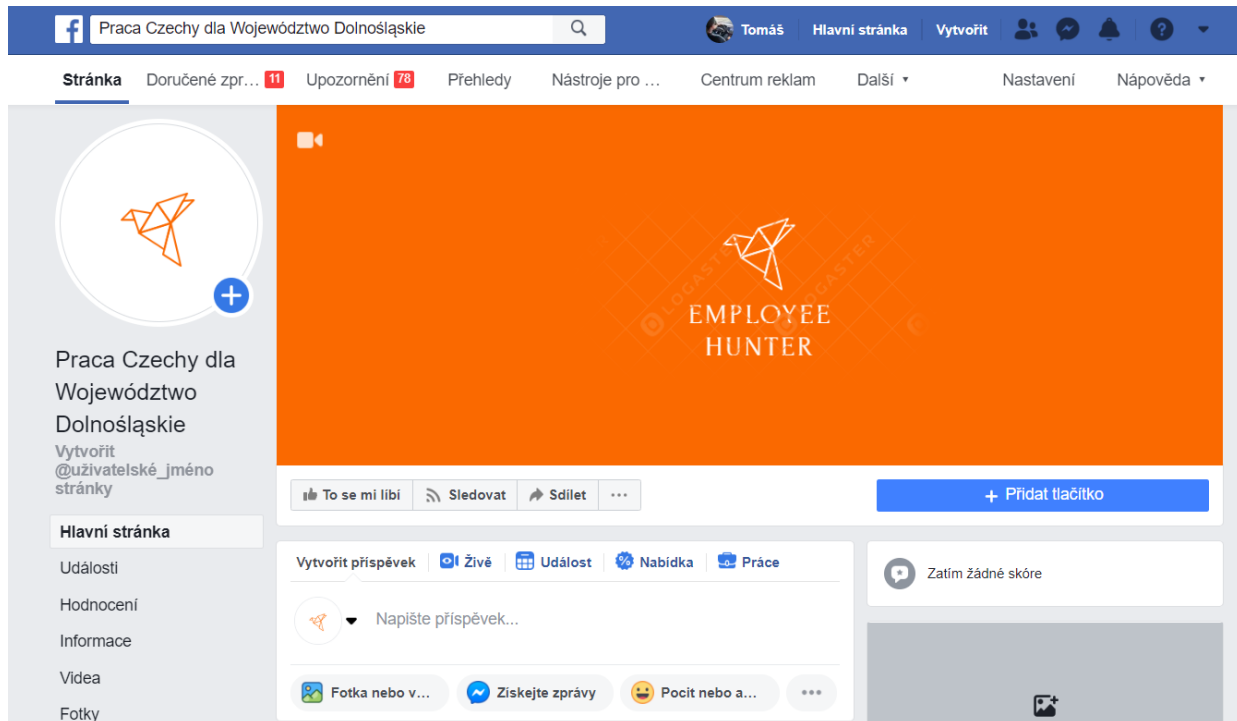 Praca Czechy dla Województwo Dolnośląskie
Tomáš
Hlavní stránka
Vytvořit
Stránka
Doručené zpr… 11
Upozornění 78
Přehledy
Nástroje pro …
Centrum reklam
Další
Nastavení
Nápověda
LOGASTER
LOGASTER
EMPLOYEE
HUNTER
Praca Czechy dla
Województwo
Dolnośląskie
Vytvořit
@uživatelské_jméno
stránky
Hlavní stránka
Události
Hodnocení
Informace
Videa
Fotky
To se mi líbí
Sledovat
Sdílet
+ Přidat tlačítko
Vytvořit příspěvek
Živě
Událost
Nabídka
Práce
Napište příspěvek...
Fotka nebo v…
Získejte zprávy
Pocit nebo a…
Zatím žádné skóre